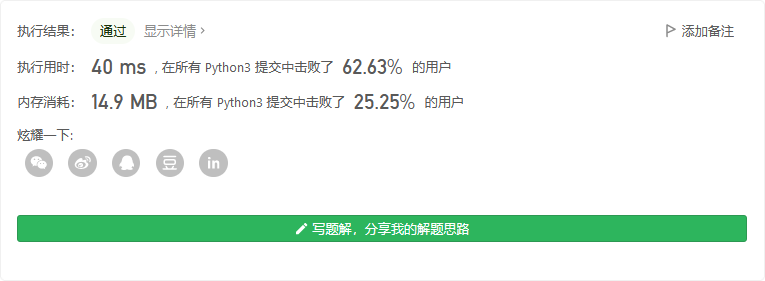 执行结果： 通过 显示详情 › 添加备注
执行用时： 40 ms , 在所有 Python3 提交中击败了 62.63% 的用户
内存消耗： 14.9 MB , 在所有 Python3 提交中击败了 25.25% 的用户
炫耀一下:
豆 in
写题解，分享我的解题思路